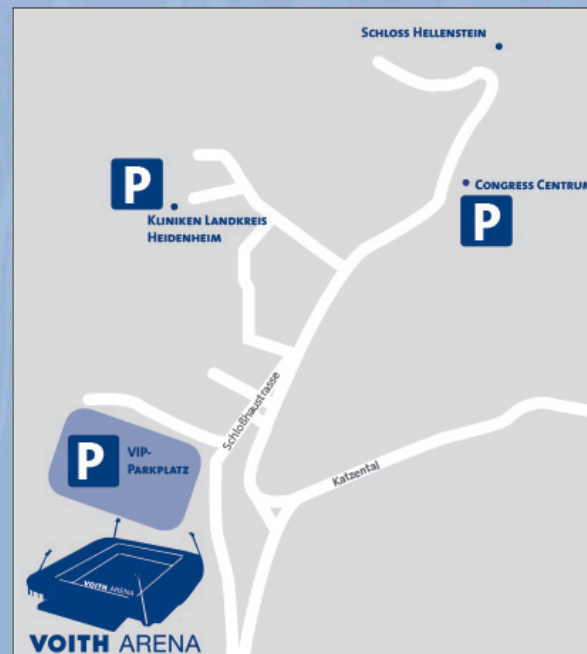 SCHLOSS HELLENSTEIN
P
KLINIKEN LANDKREIS
HEIDENHEIM
CONGRESS CENTRUM
P
Schloßhaustrasse
Katzental
P
VIP-
PARKPLATZ
VOITH ARENA
VOITH ARENA